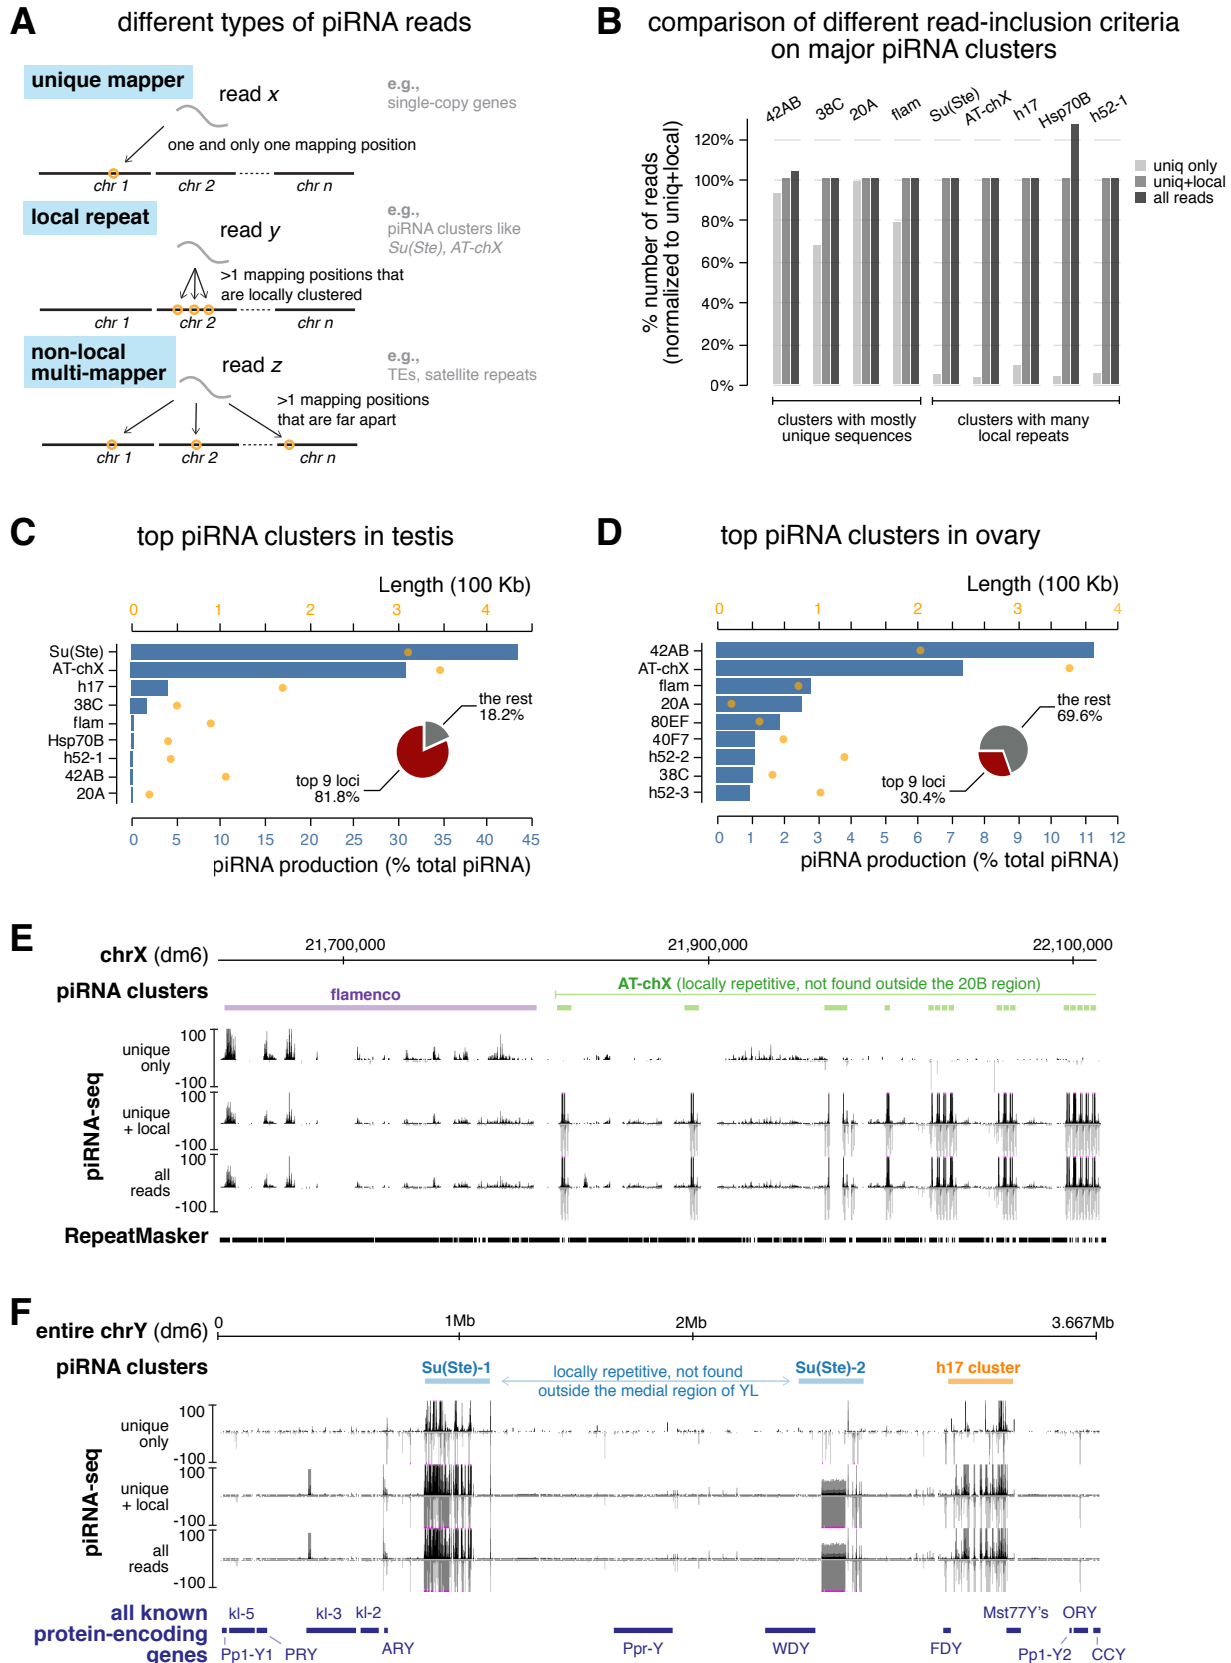 A
different types of piRNA reads
unique mapper
read x
e.g.,
single-copy genes
one and only one mapping position
chr 1
chr 2
chr n
local repeat
read y
e.g.,
piRNA clusters like
Su(Ste), AT-chX
>1 mapping positions that
are locally clustered
chr 1
chr 2
chr n
non-local
multi-mapper
read z
e.g.,
TEs, satellite repeats
>1 mapping positions
that are far apart
chr 1
chr 2
chr n
B
comparison of different read-inclusion criteria
on major piRNA clusters
42AB
38C
20A
flam
Su(Ste)
AT-chX
h17
Hsp70B
h52-1
% number of reads
(normalized to uniq+local)
120%
100%
80%
60%
40%
20%
0%
uniq only
uniq+local
all reads
clusters with mostly
unique sequences
clusters with many
local repeats
C
top piRNA clusters in testis
Length (100 Kb)
0 1 2 3 4
Su(Ste)
AT-chX
h17
38C
flam
Hsp70B
h52-1
42AB
20A
the rest
18.2%
top 9 loci
81.8%
0 5 10 15 20 25 30 35 40 45
piRNA production (% total piRNA)
D
top piRNA clusters in ovary
Length (100 Kb)
0 1 2 3 4
42AB
AT-chX
flam
20A
80EF
40F7
h52-2
38C
h52-3
the rest
69.6%
top 9 loci
30.4%
0 1 2 3 4 5 6 7 8 9 10 11 12
piRNA production (% total piRNA)
E
chrX (dm6)
21,700,000
21,900,000
22,100,000
piRNA clusters
flamenco
AT-chX (locally repetitive, not found outside the 20B region)
piRNA-seq
unique
only
100
-100
unique
+ local
100
-100
all
reads
100
-100
RepeatMasker
F
entire chrY (dm6)
0
1Mb
2Mb
3.667Mb
piRNA clusters
Su(Ste)-1
locally repetitive, not found
outside the medial region of YL
Su(Ste)-2
h17 cluster
piRNA-seq
unique
only
100
-100
unique
+ local
100
-100
all
reads
100
-100
all known
protein-encoding
genes
kl-5
kl-3
kl-2
Mst77Y's
ORY
Pp1-Y1
PRY
ARY
Ppr-Y
WDY
FDY
Pp1-Y2
CCY